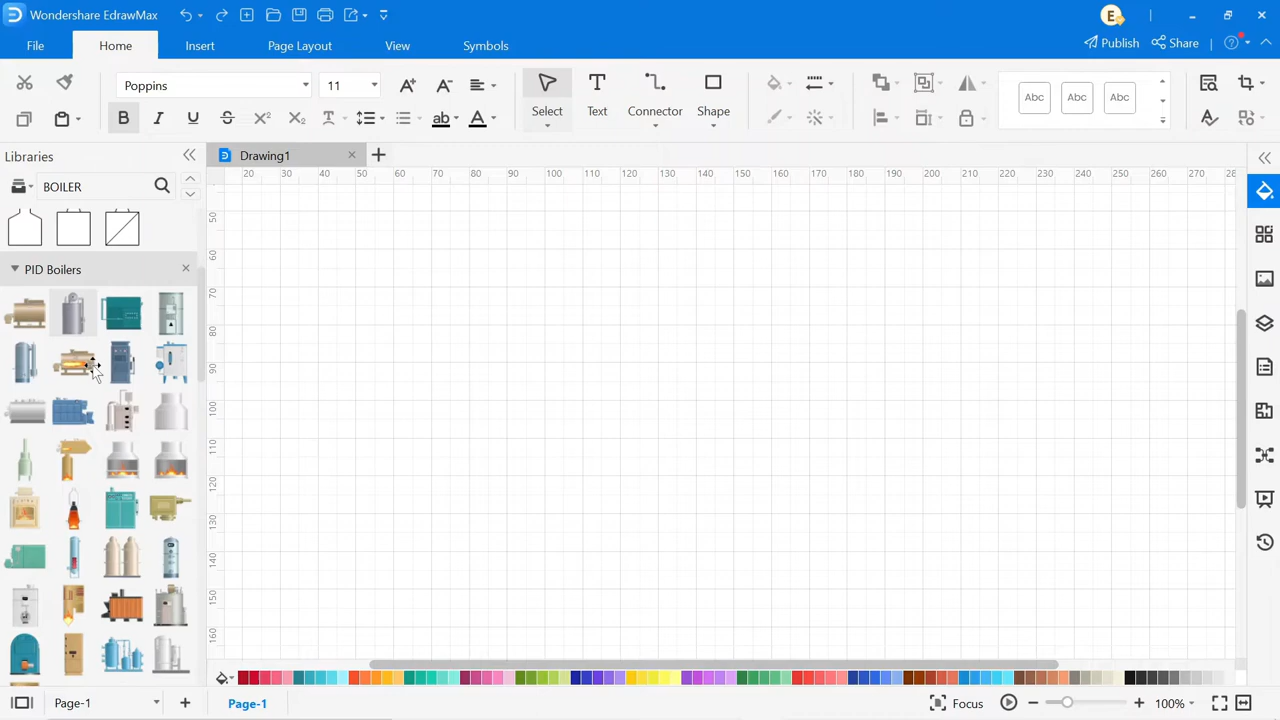 Wondershare EdrawMax
E
File Home Insert Page Layout View Symbols
Publish Share
Poppins 11
Select Text Connector Shape
Abc Abc Abc
Libraries
Drawing1
BOILER
20 30 40 50 60 70 80 90 100 110 120 130 140 150 160 170 180 190 200 210 220 230 240 250 260 270 28
PID Boilers
50
60
70
80
90
100
110
120
130
140
150
160
Page-1
Page-1
Focus
100%